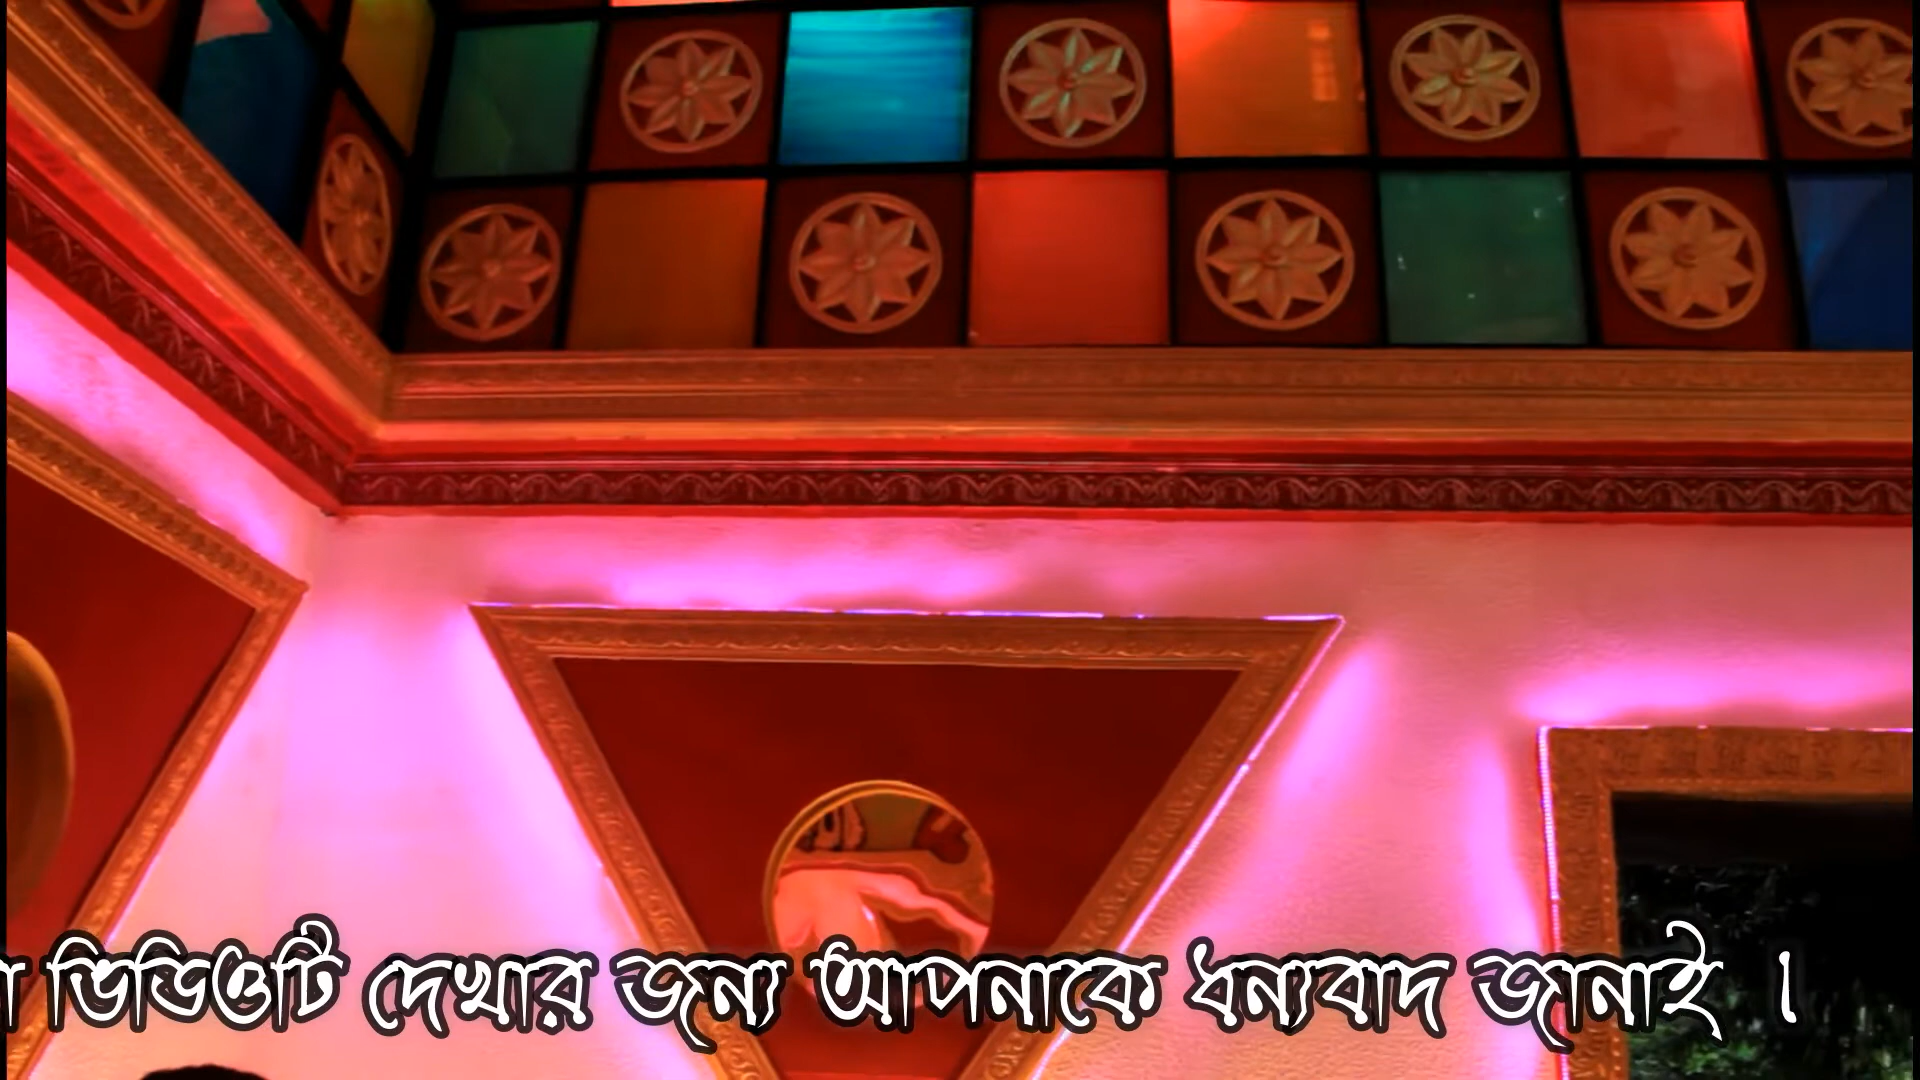 ভিডিওটি দেখার জন্য আপনাকে ধন্যবাদ জানাই ।